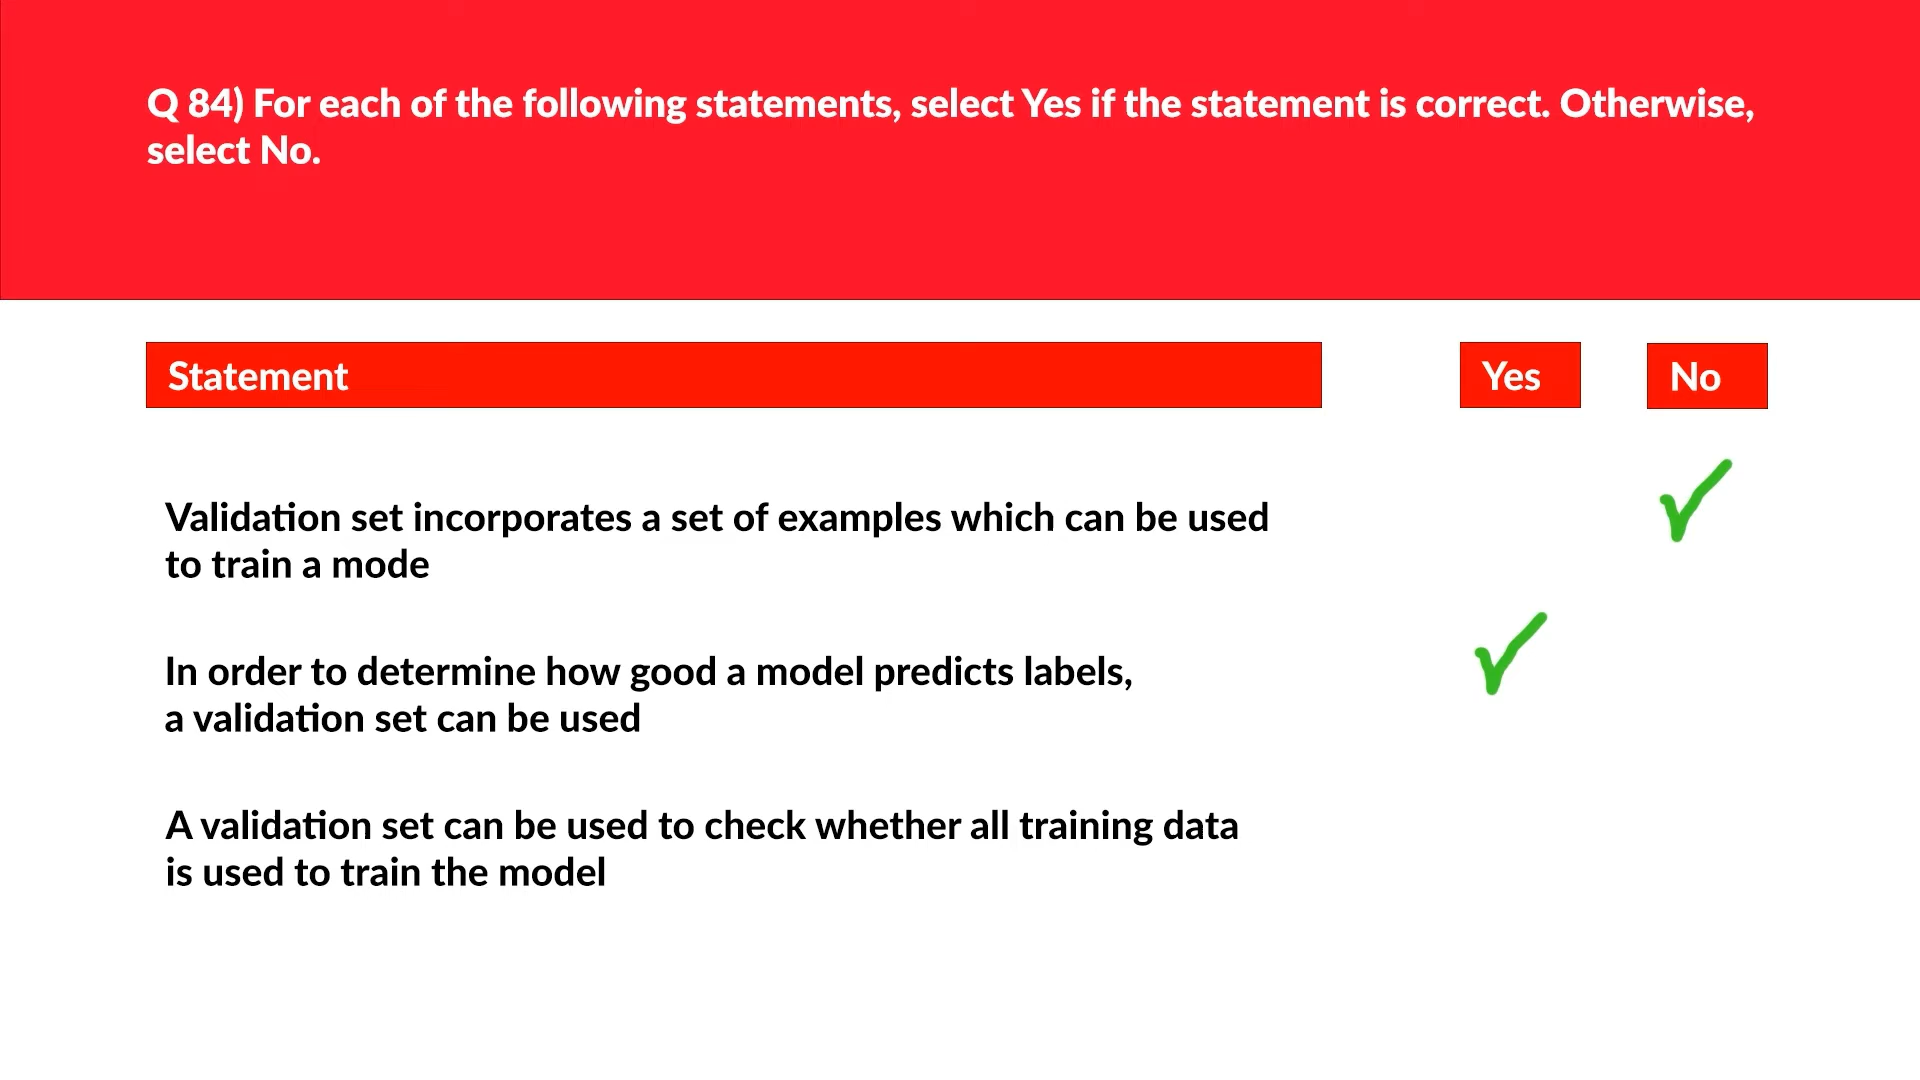 Q 84) For each of the following statements, select Yes if the statement is correct. Otherwise,
select No.
Statement
Yes
No
Validation set incorporates a set of examples which can be used
to train a mode
In order to determine how good a model predicts labels,
a validation set can be used
A validation set can be used to check whether all training data
is used to train the model